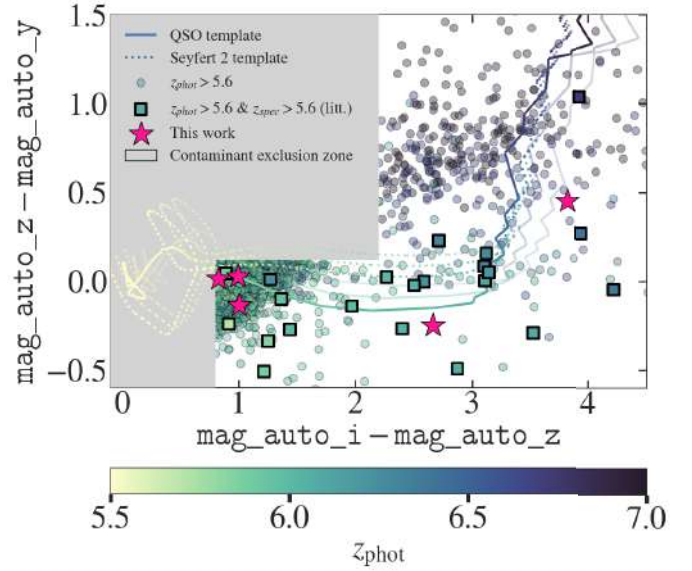 QSO template
Seyfert 2 template
z_phot > 5.6
z_phot > 5.6 & z_spec > 5.6 (litt.)
This work
Contaminant exclusion zone
mag_auto_z − mag_auto_y
1.5
1.0
0.5
0.0
−0.5
0 1 2 3 4
mag_auto_i − mag_auto_z
5.5 6.0 6.5 7.0
z_phot